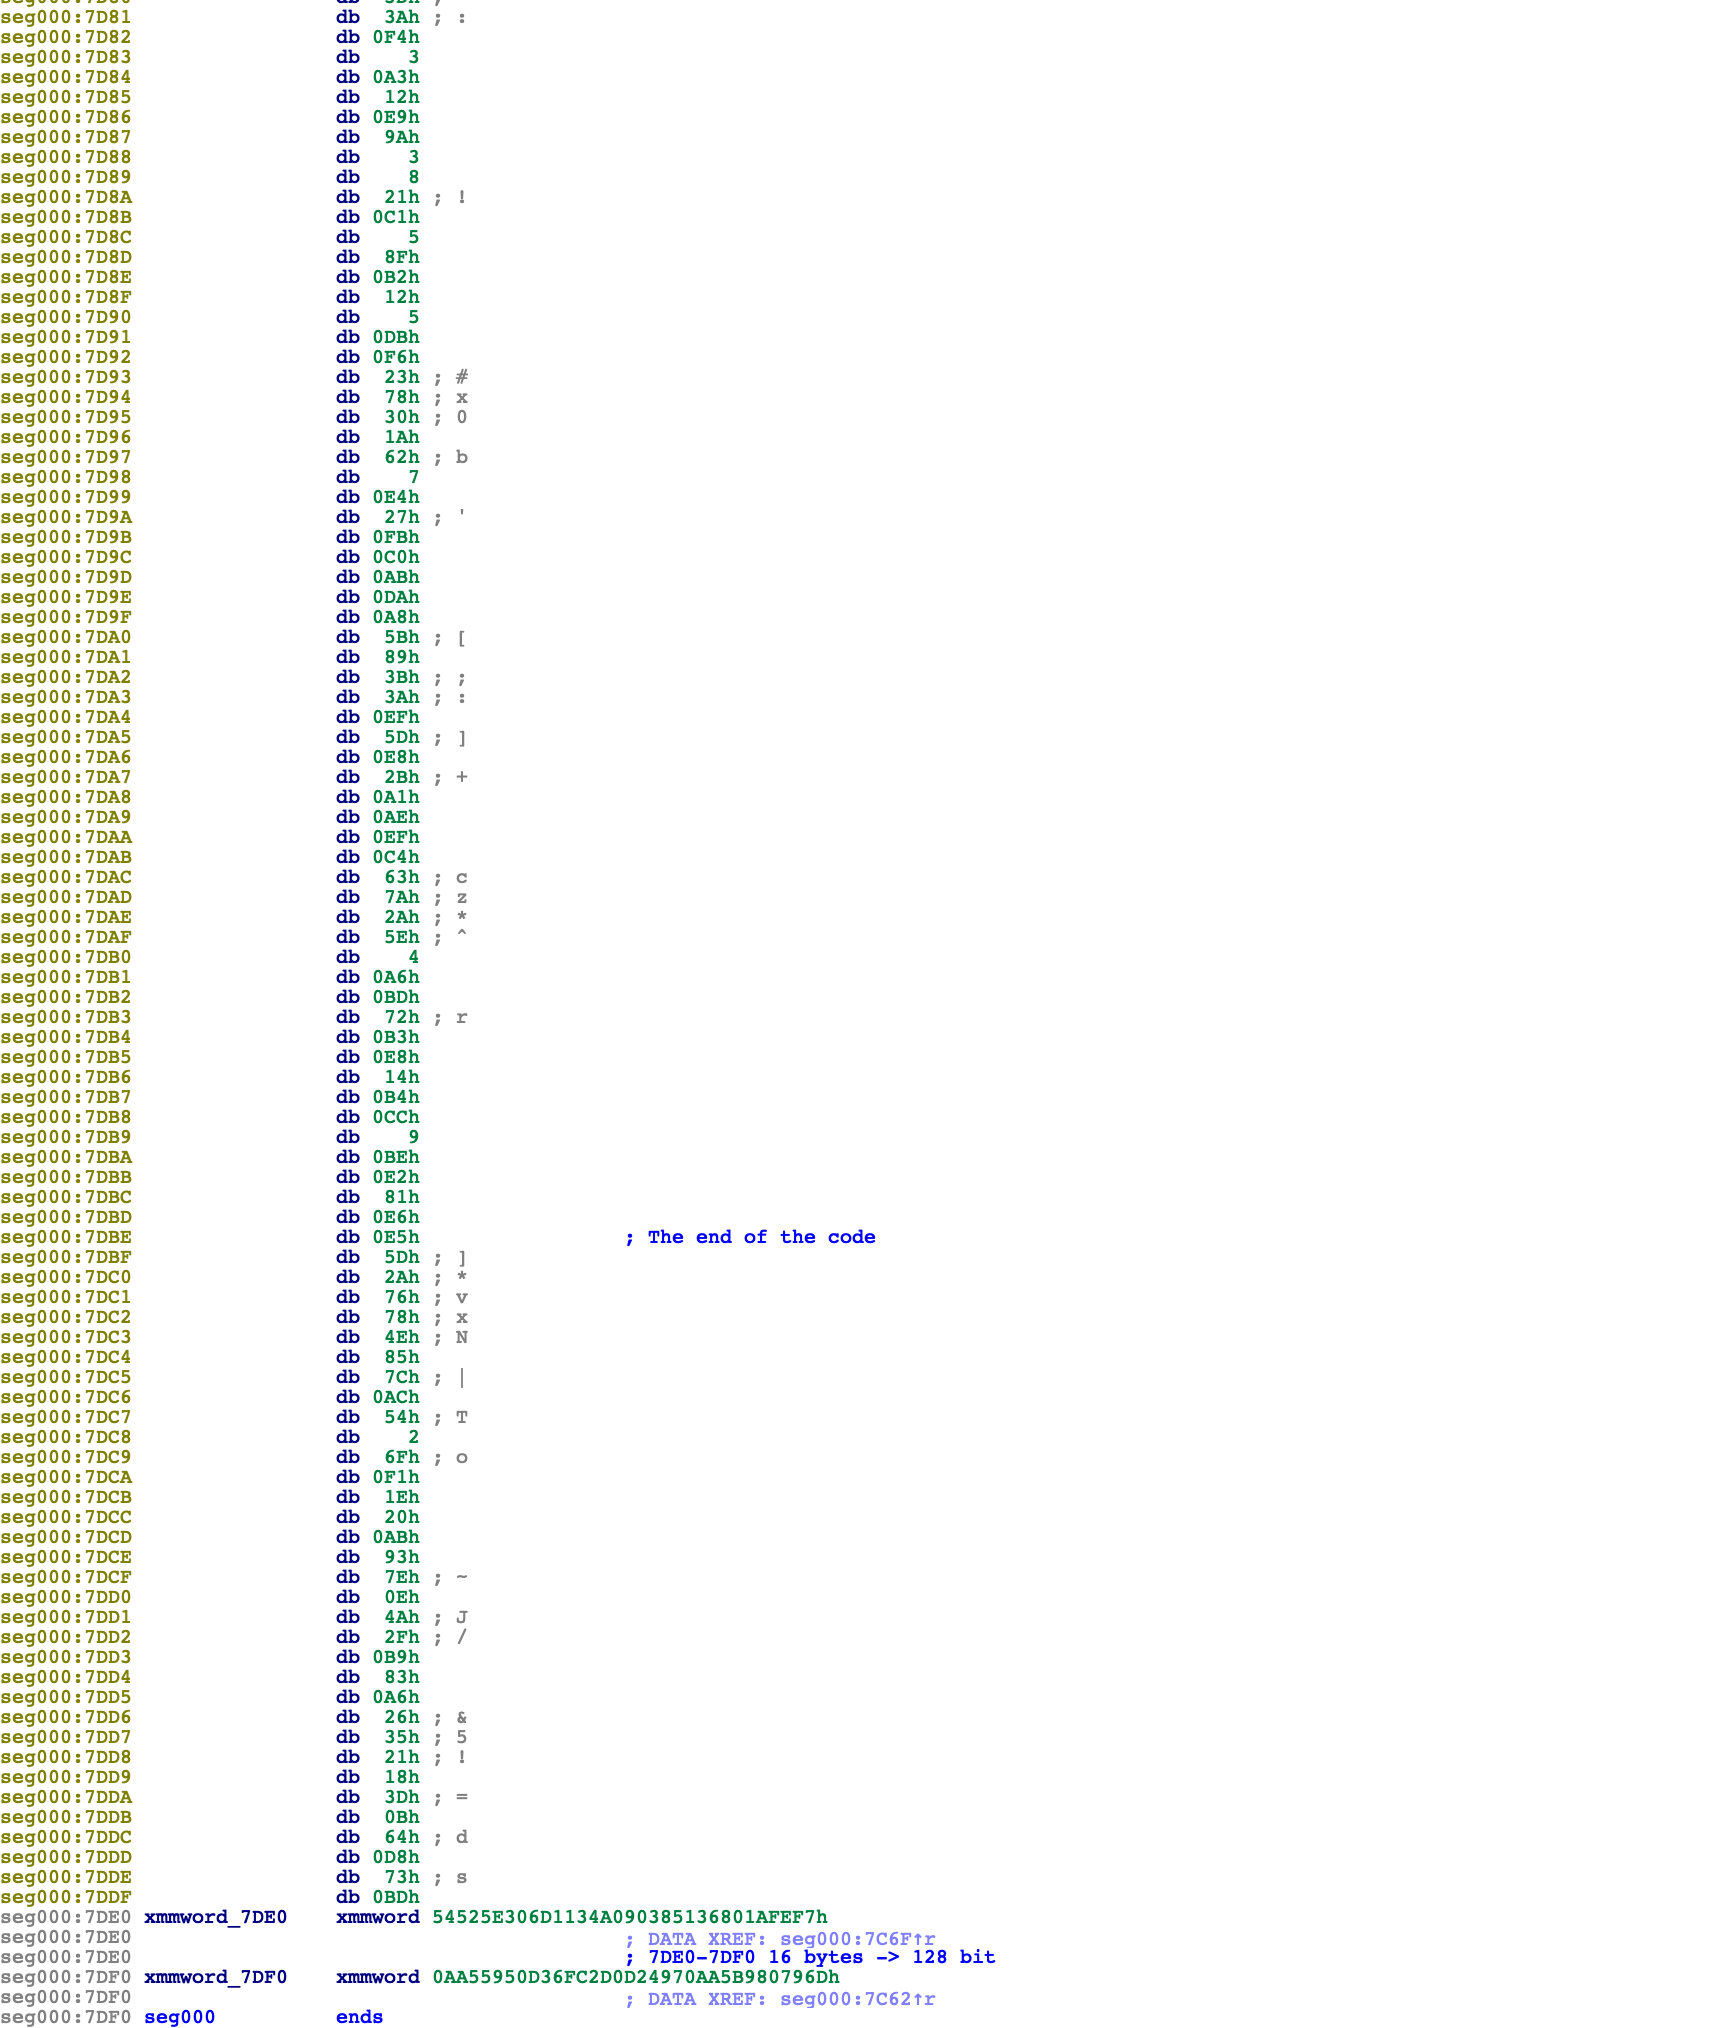 seg000:7D81 db 3Ah ; :
seg000:7D82 db 0F4h
seg000:7D83 db 3
seg000:7D84 db 0A3h
seg000:7D85 db 12h
seg000:7D86 db 0E9h
seg000:7D87 db 9Ah
seg000:7D88 db 3
seg000:7D89 db 8
seg000:7D8A db 21h ; !
seg000:7D8B db 0C1h
seg000:7D8C db 5
seg000:7D8D db 8Fh
seg000:7D8E db 0B2h
seg000:7D8F db 12h
seg000:7D90 db 5
seg000:7D91 db 0DBh
seg000:7D92 db 0F6h
seg000:7D93 db 23h ; #
seg000:7D94 db 78h ; x
seg000:7D95 db 30h ; 0
seg000:7D96 db 1Ah
seg000:7D97 db 62h ; b
seg000:7D98 db 7
seg000:7D99 db 0E4h
seg000:7D9A db 27h ; '
seg000:7D9B db 0FBh
seg000:7D9C db 0C0h
seg000:7D9D db 0ABh
seg000:7D9E db 0DAh
seg000:7D9F db 0A8h
seg000:7DA0 db 5Bh ; [
seg000:7DA1 db 89h
seg000:7DA2 db 3Bh ; ;
seg000:7DA3 db 3Ah ; :
seg000:7DA4 db 0EFh
seg000:7DA5 db 5Dh ; ]
seg000:7DA6 db 0E8h
seg000:7DA7 db 2Bh ; +
seg000:7DA8 db 0A1h
seg000:7DA9 db 0AEh
seg000:7DAA db 0EFh
seg000:7DAB db 0C4h
seg000:7DAC db 63h ; c
seg000:7DAD db 7Ah ; z
seg000:7DAE db 2Ah ; *
seg000:7DAF db 5Eh ; ^
seg000:7DB0 db 4
seg000:7DB1 db 0A6h
seg000:7DB2 db 0BDh
seg000:7DB3 db 72h ; r
seg000:7DB4 db 0B3h
seg000:7DB5 db 0E8h
seg000:7DB6 db 14h
seg000:7DB7 db 0B4h
seg000:7DB8 db 0CCh
seg000:7DB9 db 9
seg000:7DBA db 0BEh
seg000:7DBB db 0E2h
seg000:7DBC db 81h
seg000:7DBD db 0E6h
seg000:7DBE db 0E5h ; The end of the code
seg000:7DBF db 5Dh ; ]
seg000:7DC0 db 2Ah ; *
seg000:7DC1 db 76h ; v
seg000:7DC2 db 78h ; x
seg000:7DC3 db 4Eh ; N
seg000:7DC4 db 85h
seg000:7DC5 db 7Ch ; |
seg000:7DC6 db 0ACh
seg000:7DC7 db 54h ; T
seg000:7DC8 db 2
seg000:7DC9 db 6Fh ; o
seg000:7DCA db 0F1h
seg000:7DCB db 1Eh
seg000:7DCC db 20h
seg000:7DCD db 0ABh
seg000:7DCE db 93h
seg000:7DCF db 7Eh ; ~
seg000:7DD0 db 0Eh
seg000:7DD1 db 4Ah ; J
seg000:7DD2 db 2Fh ; /
seg000:7DD3 db 0B9h
seg000:7DD4 db 83h
seg000:7DD5 db 0A6h
seg000:7DD6 db 26h ; &
seg000:7DD7 db 35h ; 5
seg000:7DD8 db 21h ; !
seg000:7DD9 db 18h
seg000:7DDA db 3Dh ; =
seg000:7DDB db 0Bh
seg000:7DDC db 64h ; d
seg000:7DDD db 0D8h
seg000:7DDE db 73h ; s
seg000:7DDF db 0BDh
seg000:7DE0 xmmword_7DE0 xmmword 54525E306D1134A090385136801AFEF7h
seg000:7DE0 ; DATA XREF: seg000:7C6F↑r
seg000:7DE0 ; 7DE0-7DF0 16 bytes -> 128 bit
seg000:7DF0 xmmword_7DF0 xmmword 0AA55950D36FC2D0D24970AA5B980796Dh
seg000:7DF0 ; DATA XREF: seg000:7C62↑r
seg000:7DF0 seg000 ends